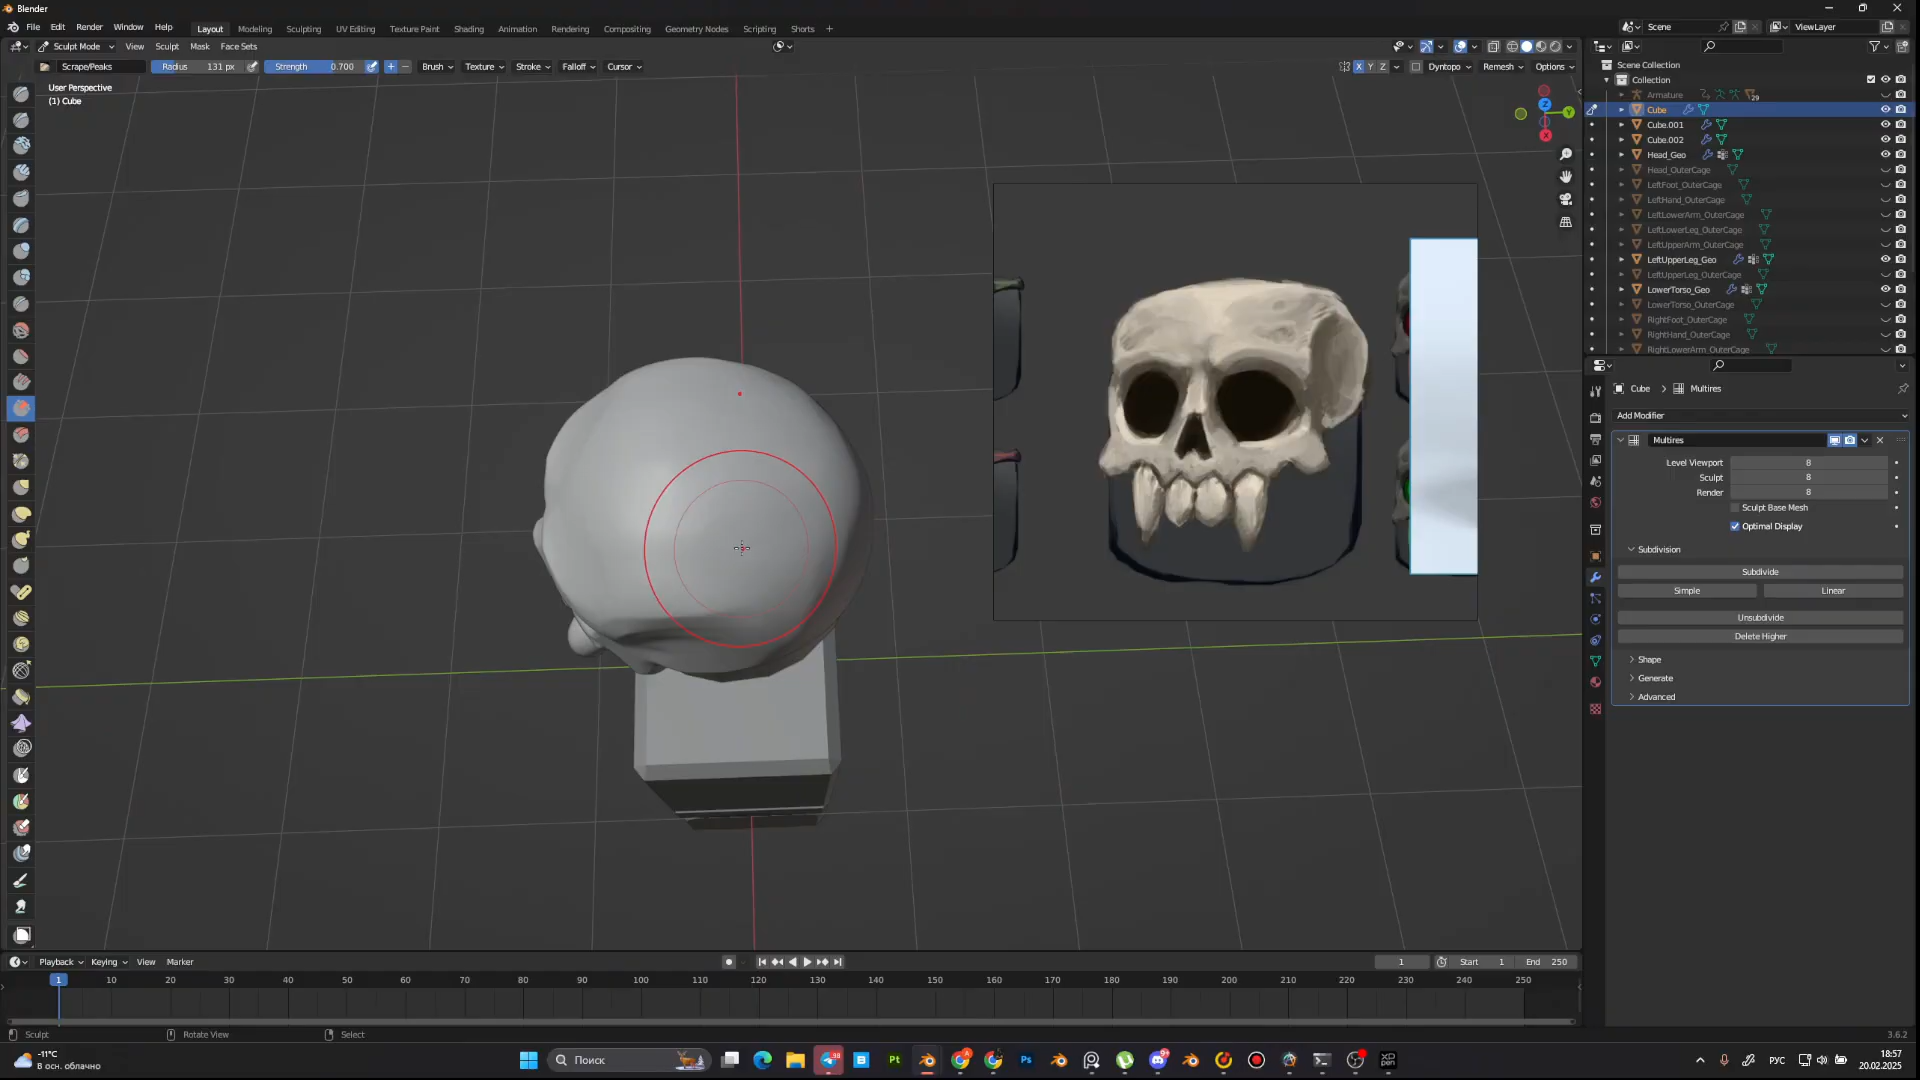 Blender
File Edit Render Window Help Layout Modeling Sculpting UV Editing Texture Paint Shading Animation Rendering Compositing Geometry Nodes Scripting Shorts + Scene ViewLayer
Sculpt Mode View Sculpt Mask Face Sets
Scrape/Peaks Radius 131 px Strength 0.700 Brush Texture Stroke Falloff Cursor X Y Z Dyntopo Remesh Options
User Perspective
(1) Cube
Z
Y
X
Scene Collection
Collection
Armature 29
Cube
Cube.001
Cube.002
Head_Geo
Head_OuterCage
LeftFoot_OuterCage
LeftHand_OuterCage
LeftLowerArm_OuterCage
LeftLowerLeg_OuterCage
LeftUpperArm_OuterCage
LeftUpperLeg_Geo
LeftUpperLeg_OuterCage
LowerTorso_Geo
LowerTorso_OuterCage
RightFoot_OuterCage
RightHand_OuterCage
RightLowerArm_OuterCage
Cube > Multires
Add Modifier
Multires
Level Viewport 8
Sculpt 8
Render 8
Sculpt Base Mesh
Optimal Display
Subdivision
Subdivide
Simple Linear
Unsubdivide
Delete Higher
Shape
Generate
Advanced
Playback Keying View Marker 1 Start 1 End 250
1 10 20 30 40 50 60 70 80 90 100 110 120 130 140 150 160 170 180 190 200 210 220 230 240 250
Sculpt Rotate View Select 3.6.2
-11°C
В осн. облачно
Поиск
РУС
18:57
20.02.2025